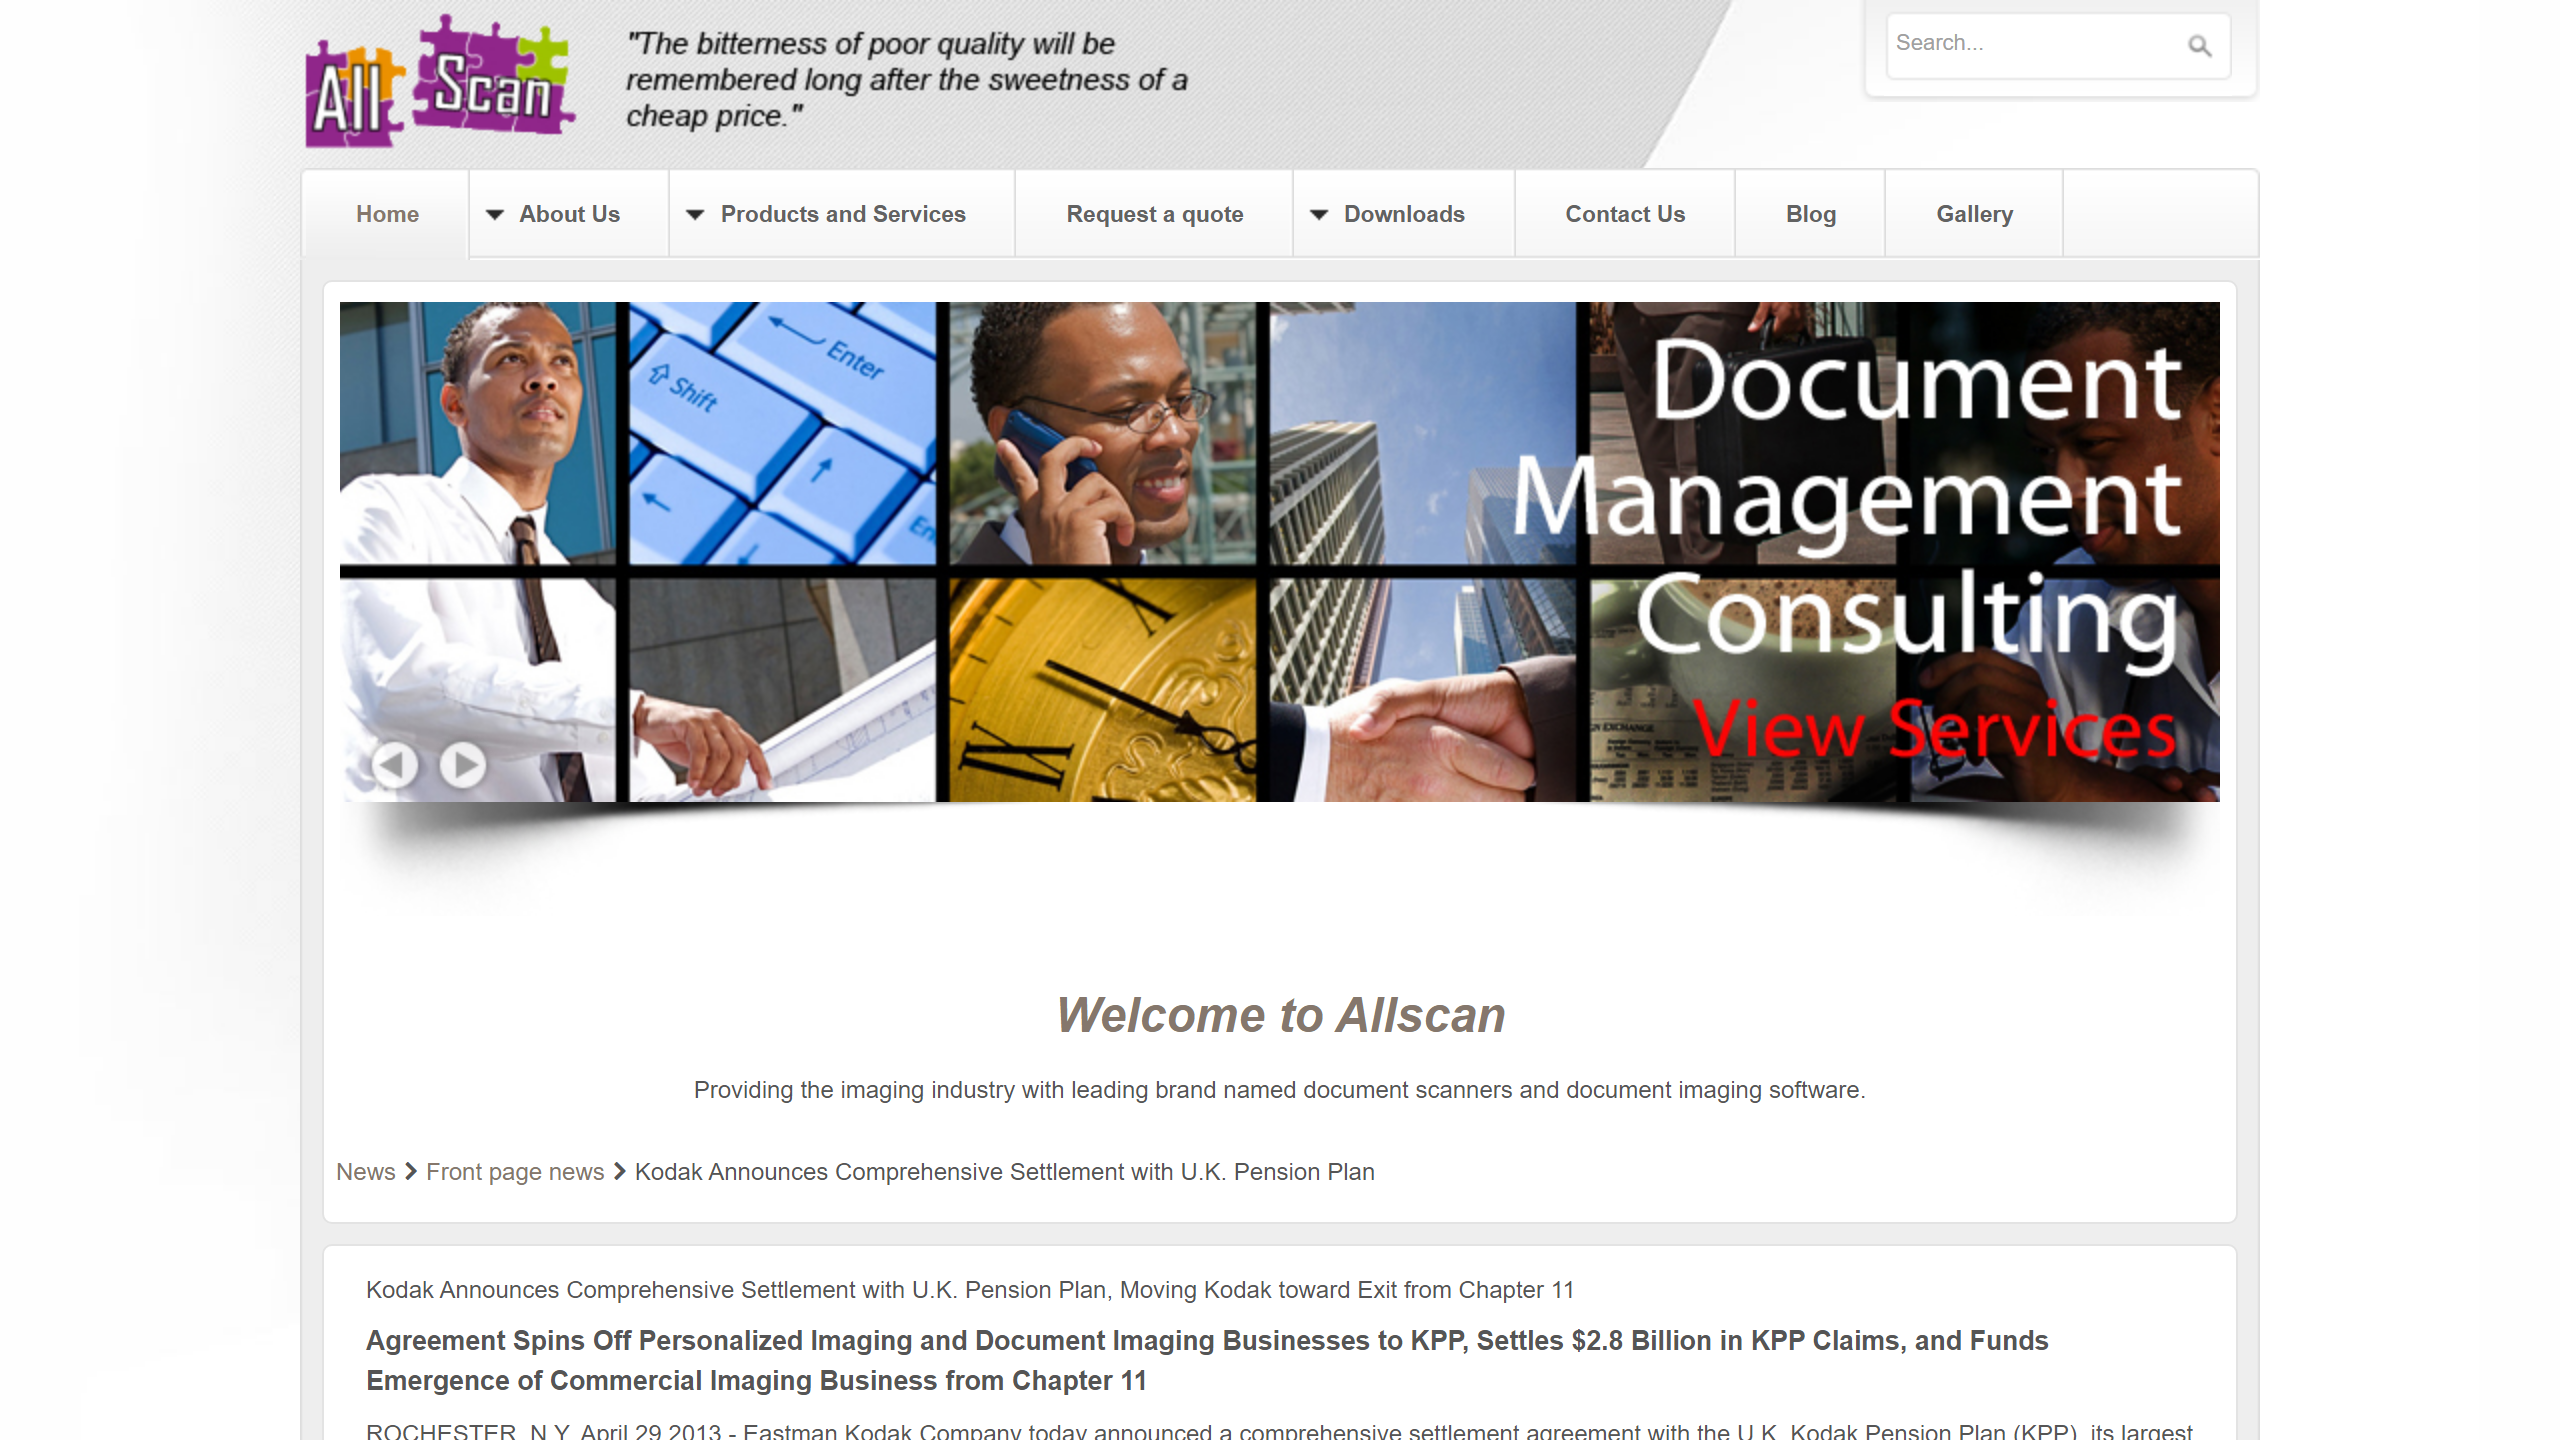 All Scan
"The bitterness of poor quality will be
remembered long after the sweetness of a
cheap price."
Search...
Home
About Us
Products and Services
Request a quote
Downloads
Contact Us
Blog
Gallery
Enter
Shift
Document
Management
Consulting
View Services
Welcome to Allscan
Providing the imaging industry with leading brand named document scanners and document imaging software.
News > Front page news > Kodak Announces Comprehensive Settlement with U.K. Pension Plan
Kodak Announces Comprehensive Settlement with U.K. Pension Plan, Moving Kodak toward Exit from Chapter 11
Agreement Spins Off Personalized Imaging and Document Imaging Businesses to KPP, Settles $2.8 Billion in KPP Claims, and Funds
Emergence of Commercial Imaging Business from Chapter 11
ROCHESTER, N.Y. April 29 2013 - Eastman Kodak Company today announced a comprehensive settlement agreement with the U.K. Kodak Pension Plan (KPP), its largest